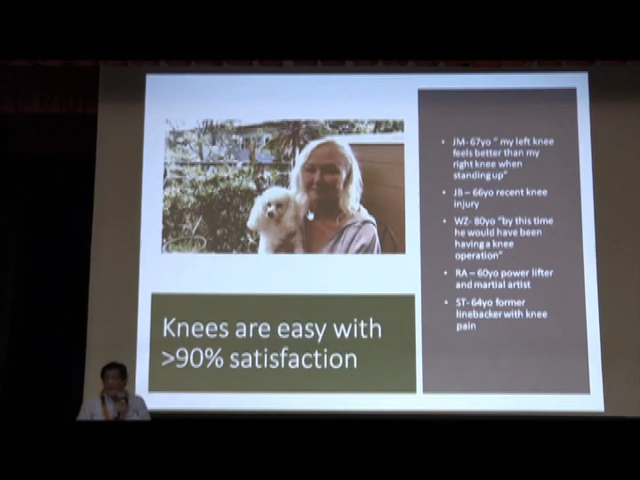 • JM- 67yo " my left knee
feels better than my
right knee when
standing up"
• JB – 66yo recent knee
injury
• WZ- 80yo "by this time
he would have been
having a knee
operation"
• RA – 60yo power lifter
and martial artist
• ST- 64yo former
linebacker with knee
pain
Knees are easy with
>90% satisfaction